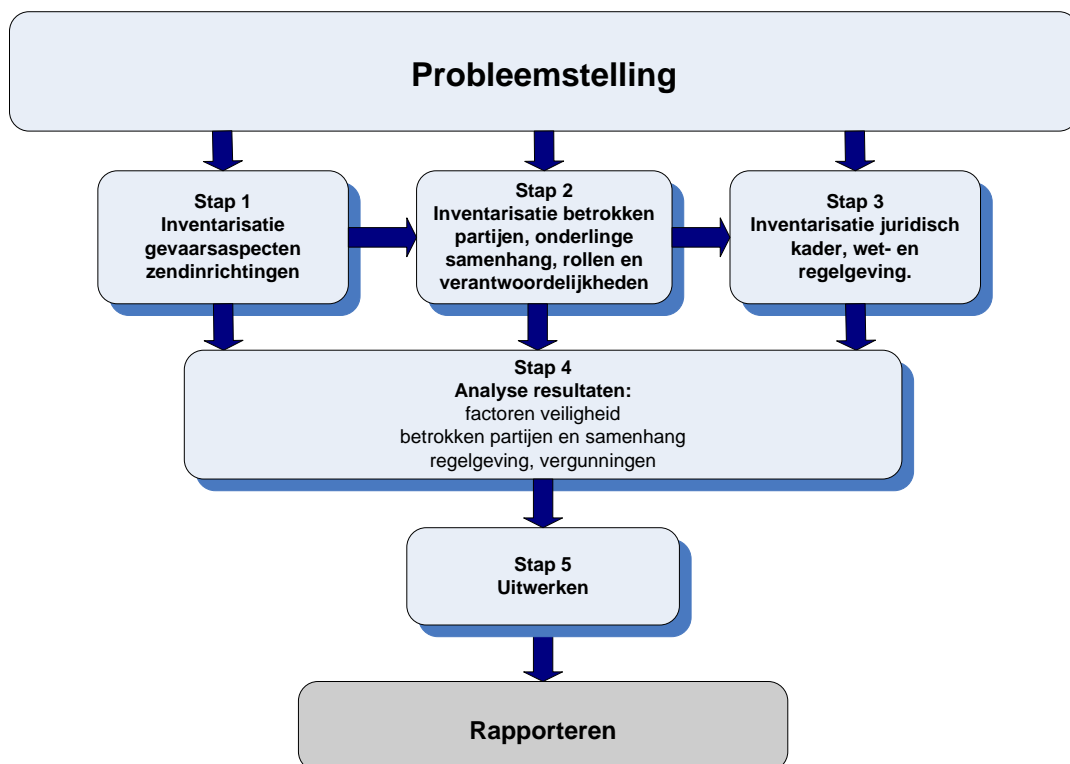 Probleemstelling
Stap 1
Inventarisatie
gevaarsaspecten
zendinrichtingen
Stap 2
Inventarisatie betrokken
partijen, onderlinge
samenhang, rollen en
verantwoordelijkheden
Stap 3
Inventarisatie juridisch
kader, wet- en
regelgeving.
Stap 4
Analyse resultaten:
factoren veiligheid
betrokken partijen en samenhang
regelgeving, vergunningen
Stap 5
Uitwerken
Rapporteren